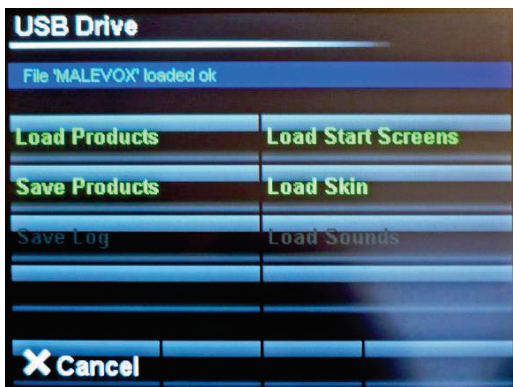 USB Drive
File 'MALEVOX' loaded ok
Load Products
Load Start Screens
Save Products
Load Skin
Save Log
Load Sounds
Cancel